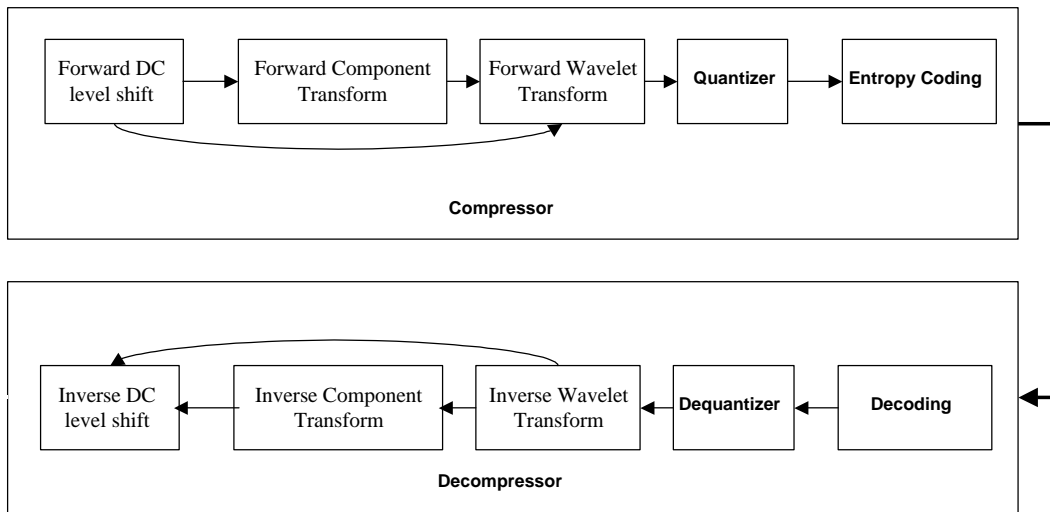 Forward DC
level shift
Forward Component
Transform
Forward Wavelet
Transform
Quantizer
Entropy Coding
Compressor
Inverse DC
level shift
Inverse Component
Transform
Inverse Wavelet
Transform
Dequantizer
Decoding
Decompressor